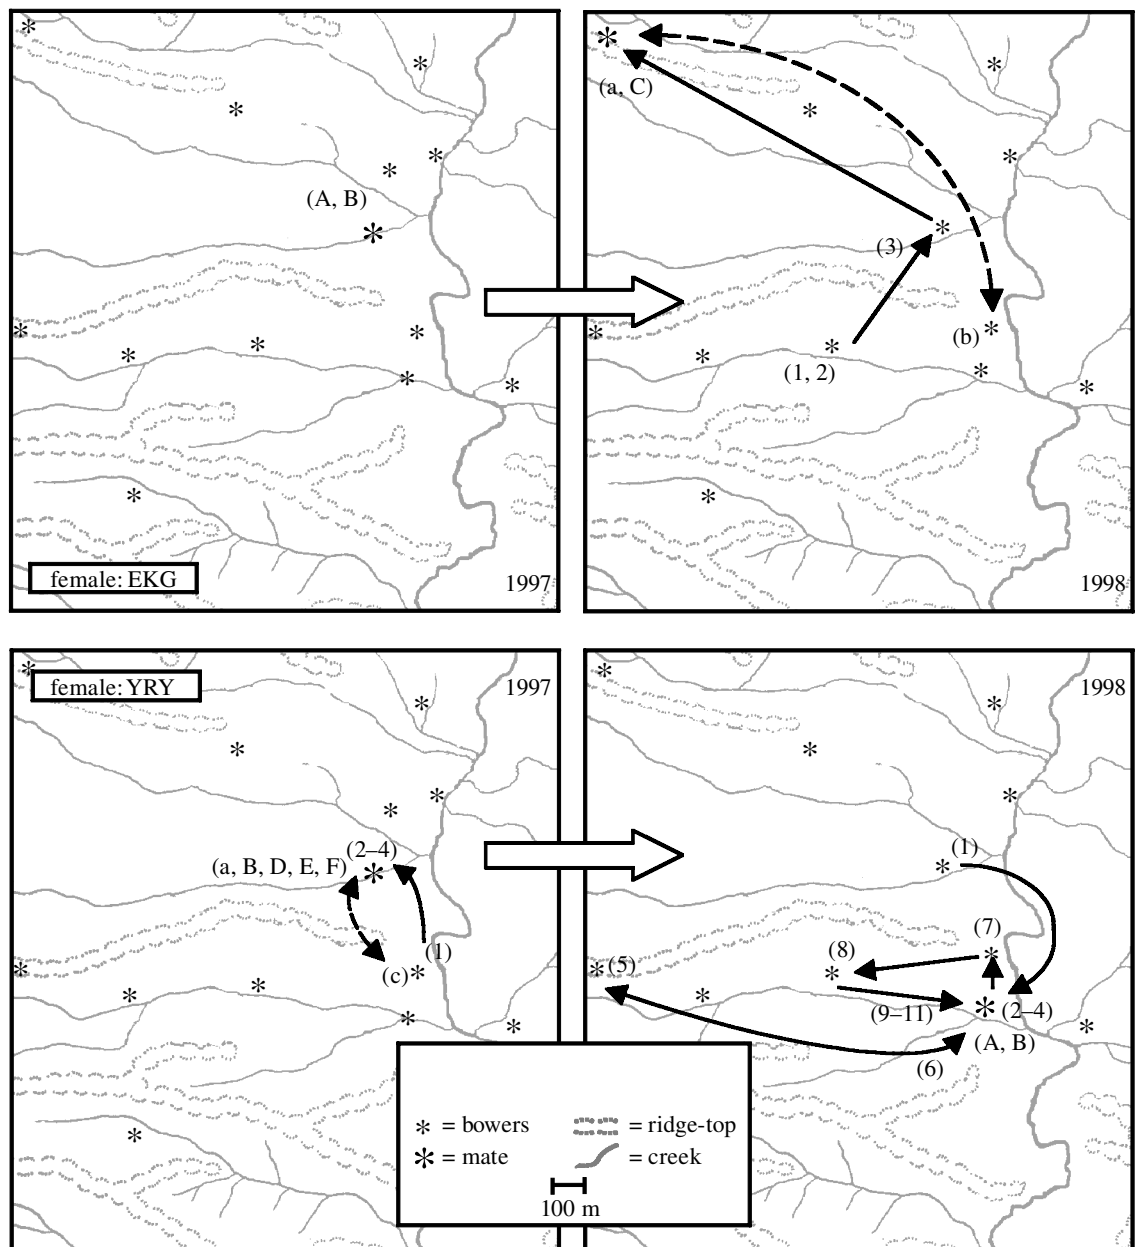 (a, C)
(A, B)
(3)
(b)
(1, 2)
female: EKG
1997
1998
female: YRY
1997
1998
(2–4)
(a, B, D, E, F)
(1)
(c)
(1)
(7)
(8)
(5)
(9–11)
(2–4)
(A, B)
(6)
* = bowers
= ridge-top
* = mate
= creek
100 m